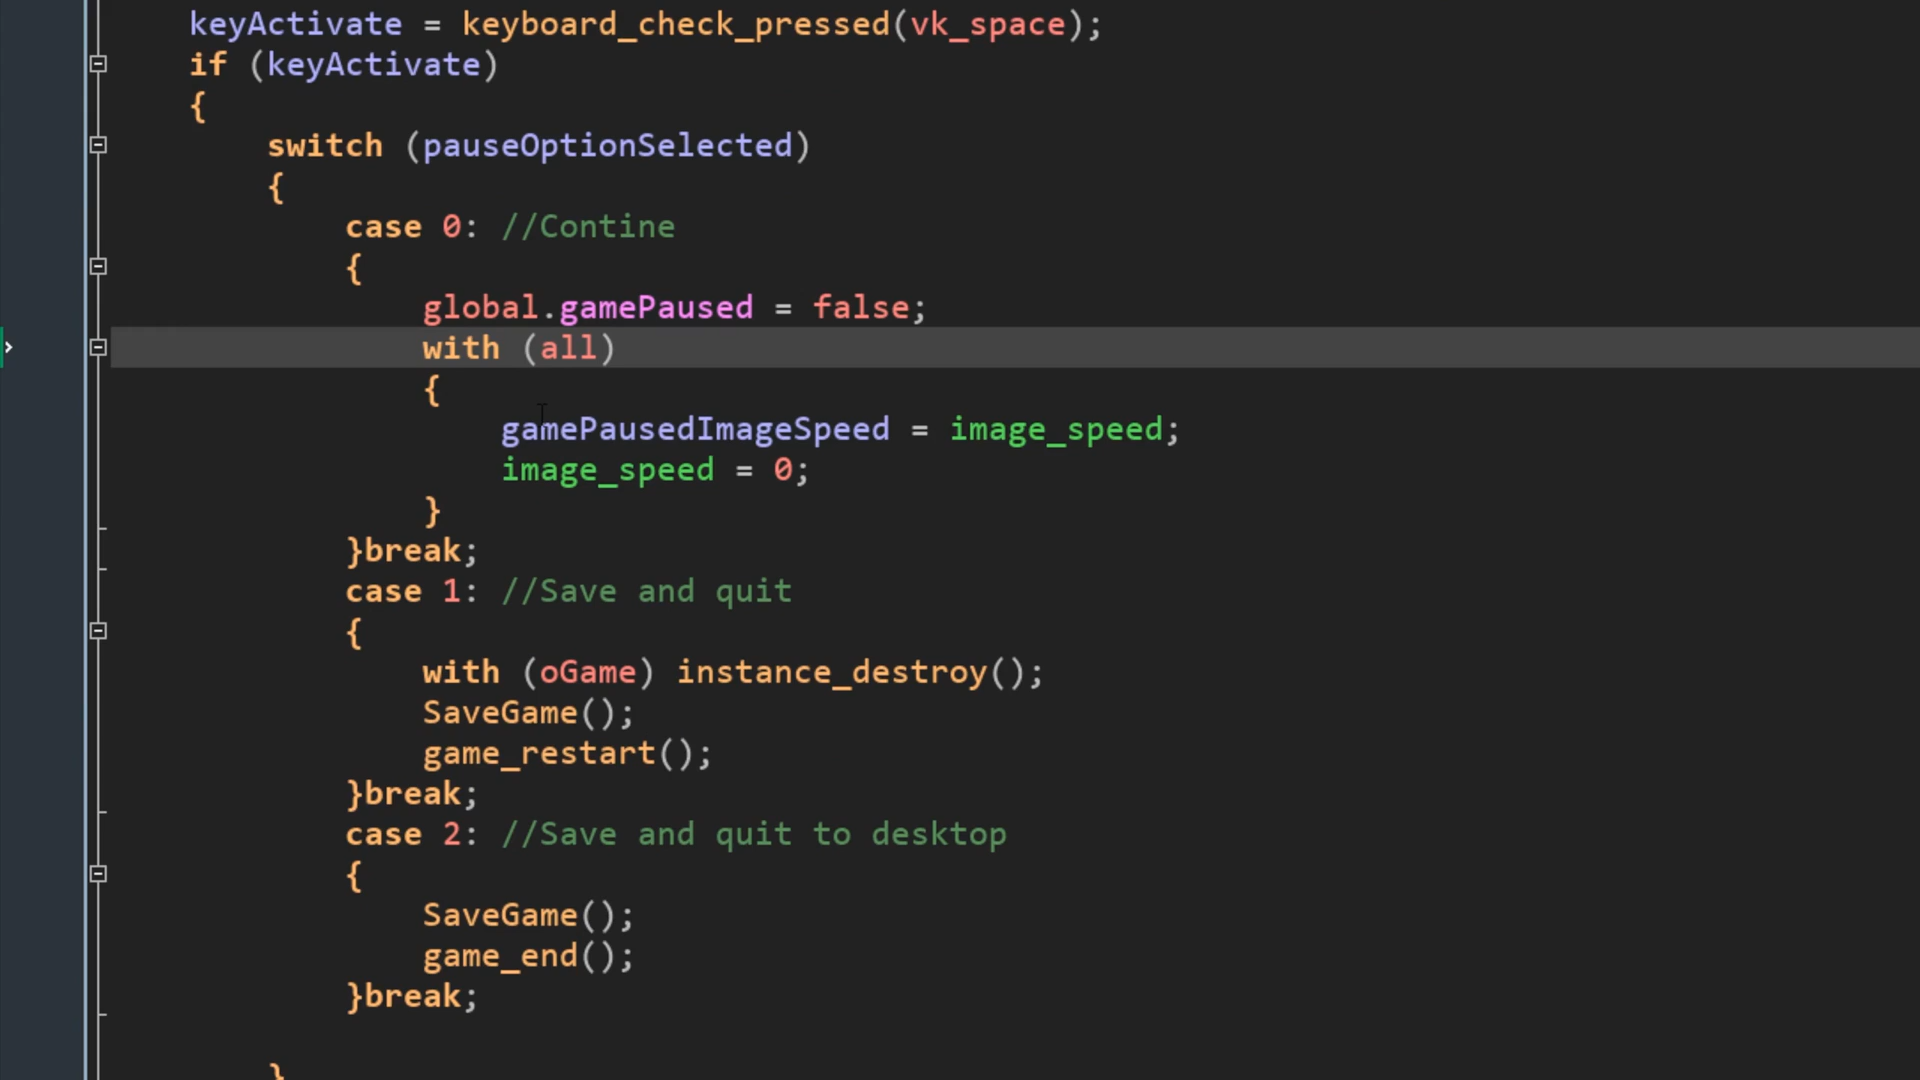 keyActivate = keyboard_check_pressed(vk_space);
if (keyActivate)
{
switch (pauseOptionSelected)
{
case 0: //Contine
{
global.gamePaused = false;
with (all)
{
gamePausedImageSpeed = image_speed;
image_speed = 0;
}
}break;
case 1: //Save and quit
{
with (oGame) instance_destroy();
SaveGame();
game_restart();
}break;
case 2: //Save and quit to desktop
{
SaveGame();
game_end();
}break;
}